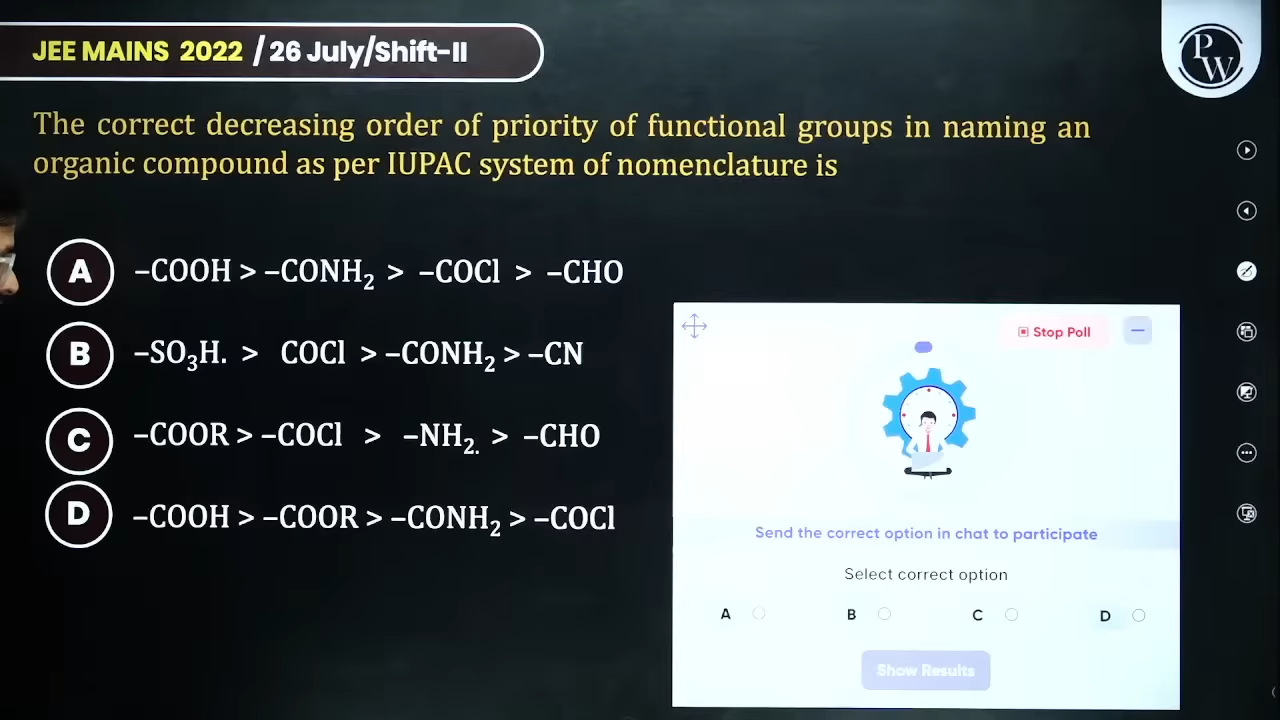 JEE MAINS 2022 / 26 July/Shift-II
PW
The correct decreasing order of priority of functional groups in naming an
organic compound as per IUPAC system of nomenclature is
A –COOH > –CONH₂ > –COCl > –CHO
B –SO₃H. > COCl > –CONH₂ > –CN
C –COOR > –COCl > –NH₂. > –CHO
D –COOH > –COOR > –CONH₂ > –COCl
Stop Poll
Send the correct option in chat to participate
Select correct option
A B C D
Show Results